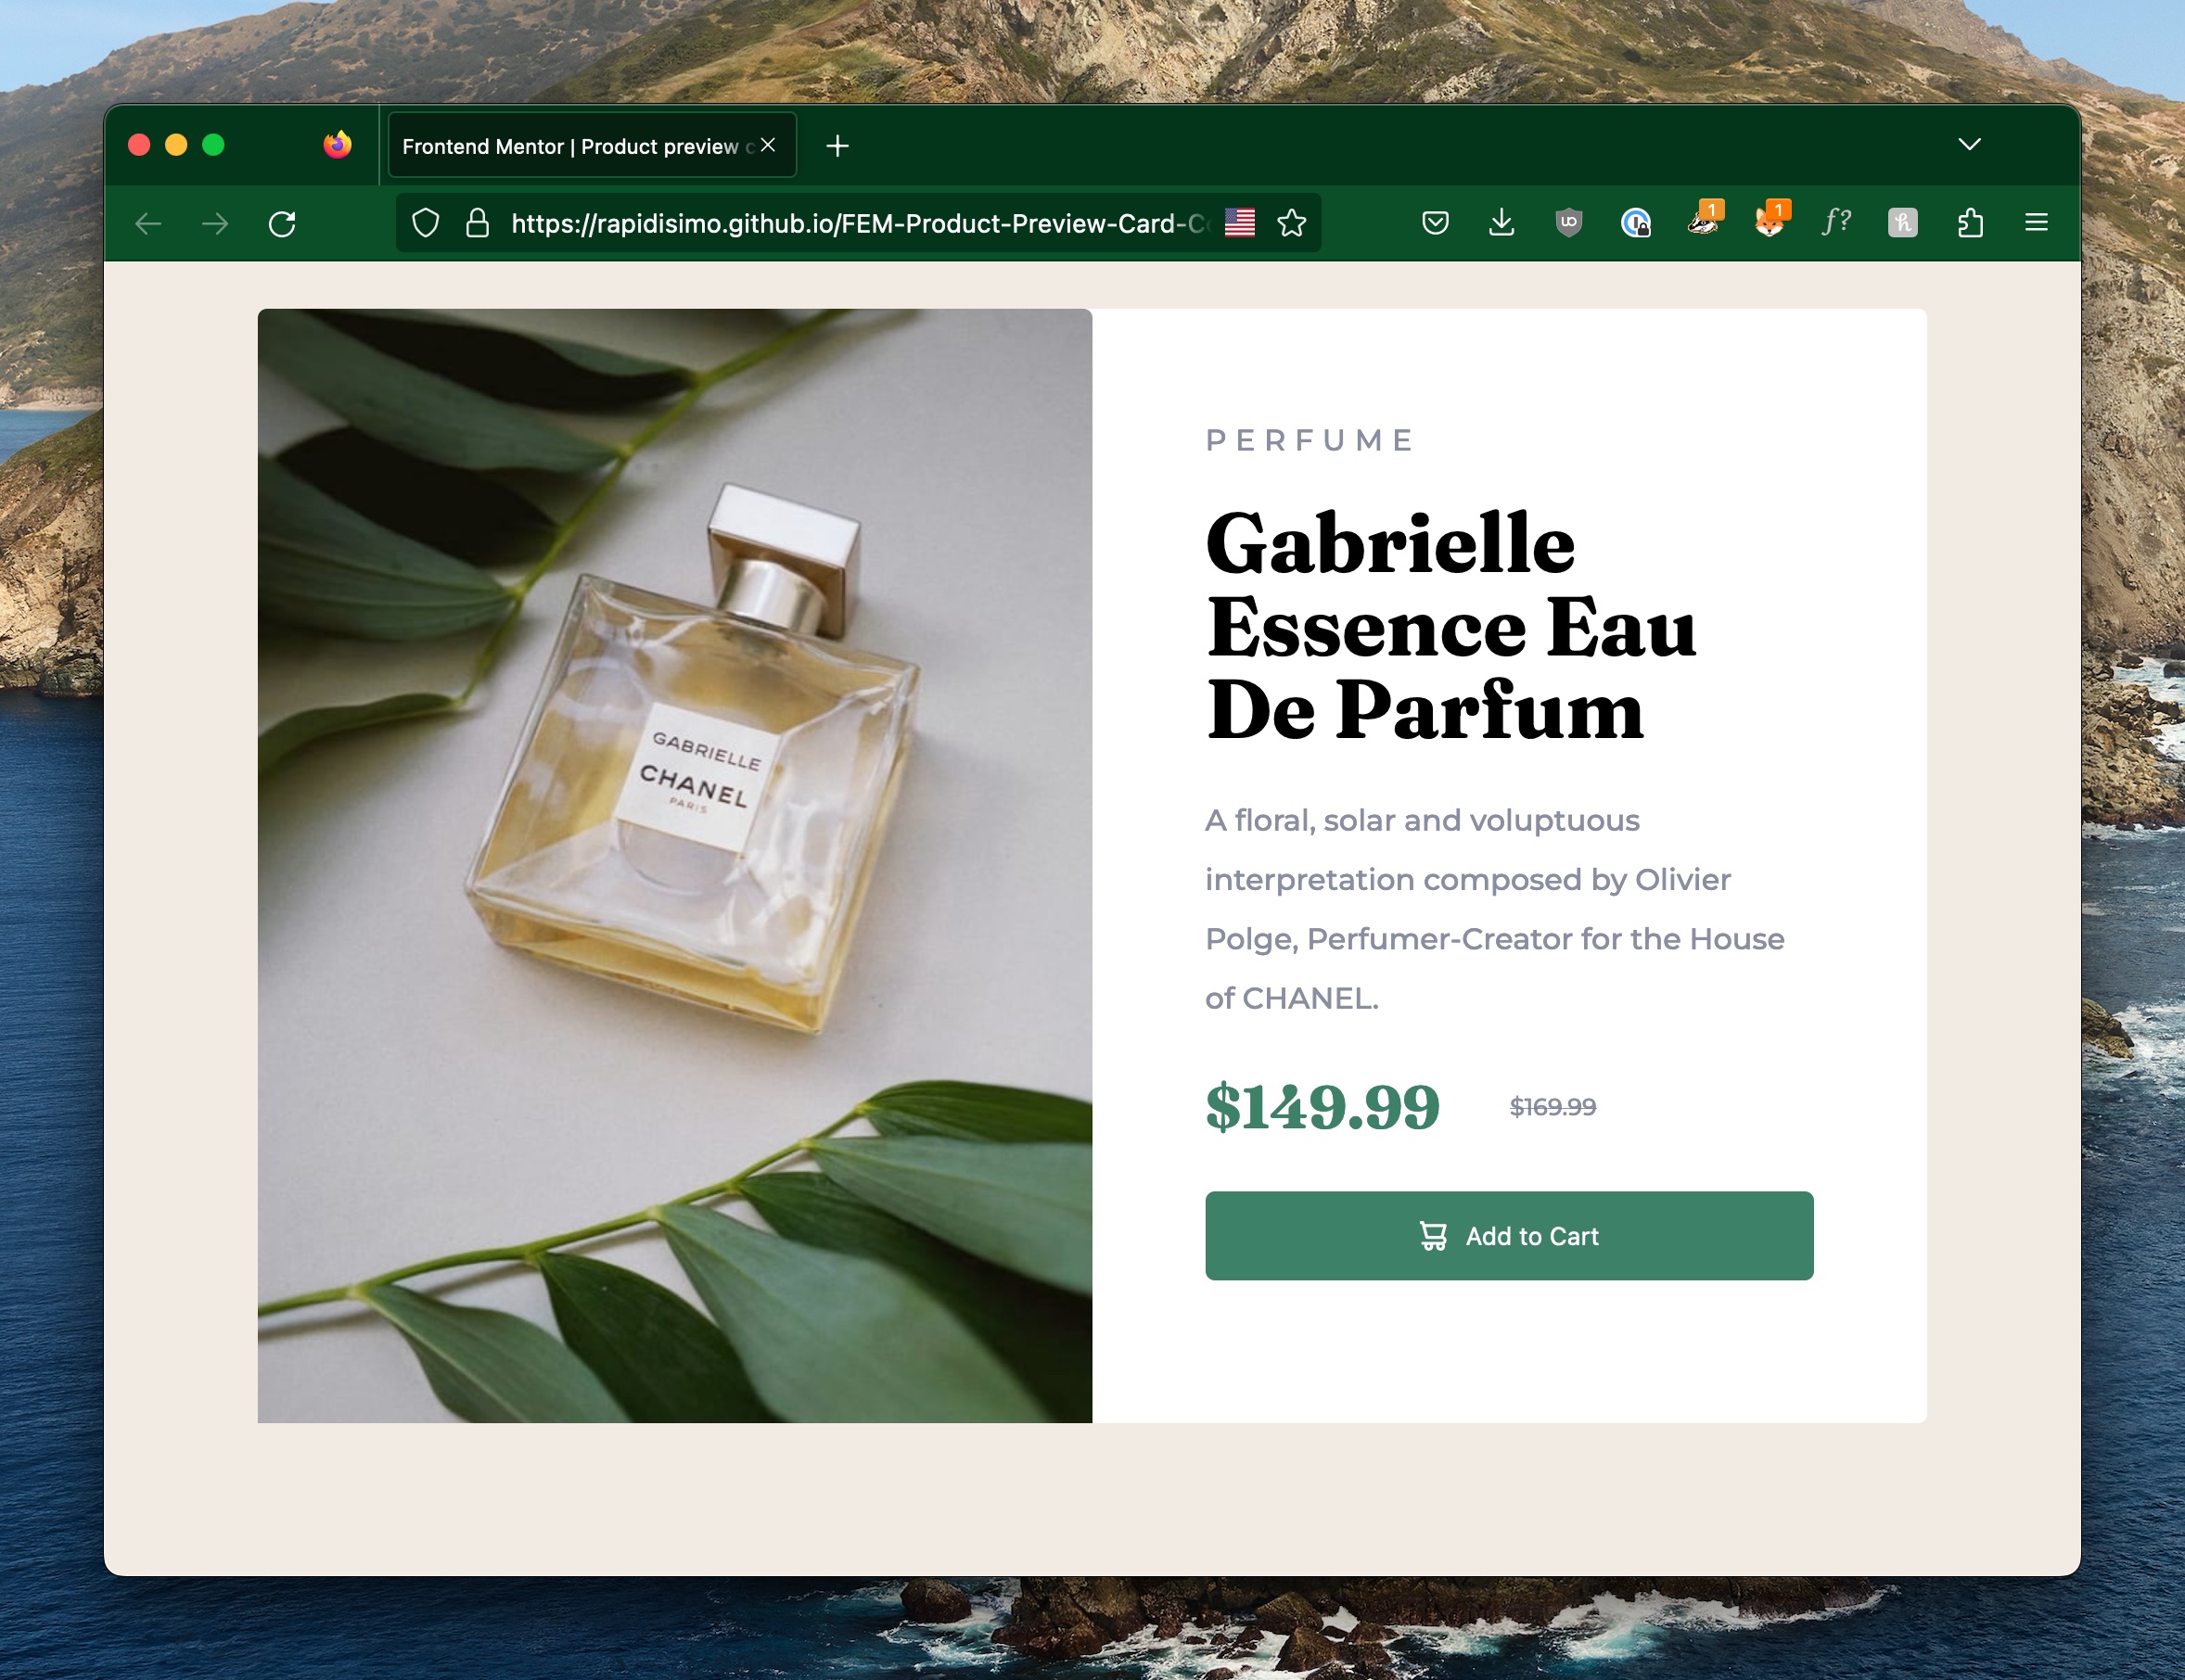 Frontend Mentor | Product preview
https://rapidisimo.github.io/FEM-Product-Preview-Card-C
1
1
f?
PERFUME
Gabrielle
Essence Eau
De Parfum
A floral, solar and voluptuous
interpretation composed by Olivier
Polge, Perfumer-Creator for the House
of CHANEL.
$149.99
$169.99
Add to Cart
GABRIELLE
CHANEL
PARIS